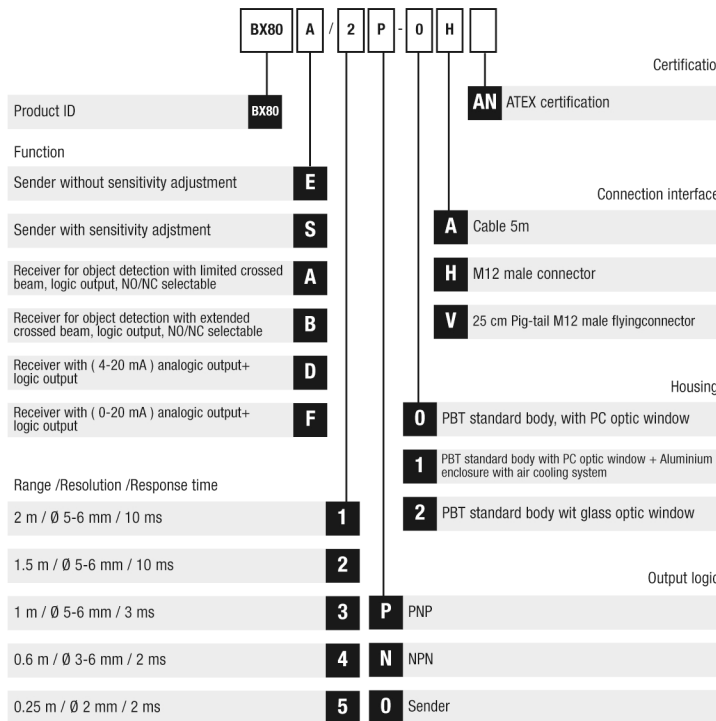 BX80 A / 2 P - 0 H
Certificatio
AN ATEX certification
Product ID BX80
Function
Sender without sensitivity adjustment E
Sender with sensitivity adjstment S
Receiver for object detection with limited crossed
beam, logic output, NO/NC selectable A
Receiver for object detection with extended
crossed beam, logic output, NO/NC selectable B
Receiver with ( 4-20 mA ) analogic output+
logic output D
Receiver with ( 0-20 mA ) analogic output+
logic output F
Connection interface
A Cable 5m
H M12 male connector
V 25 cm Pig-tail M12 male flyingconnector
Housing
0 PBT standard body, with PC optic window
1 PBT standard body with PC optic window + Aluminium
enclosure with air cooling system
2 PBT standard body wit glass optic window
Range /Resolution /Response time
2 m / Ø 5-6 mm / 10 ms 1
1.5 m / Ø 5-6 mm / 10 ms 2
1 m / Ø 5-6 mm / 3 ms 3
0.6 m / Ø 3-6 mm / 2 ms 4
0.25 m / Ø 2 mm / 2 ms 5
Output logic
P PNP
N NPN
0 Sender